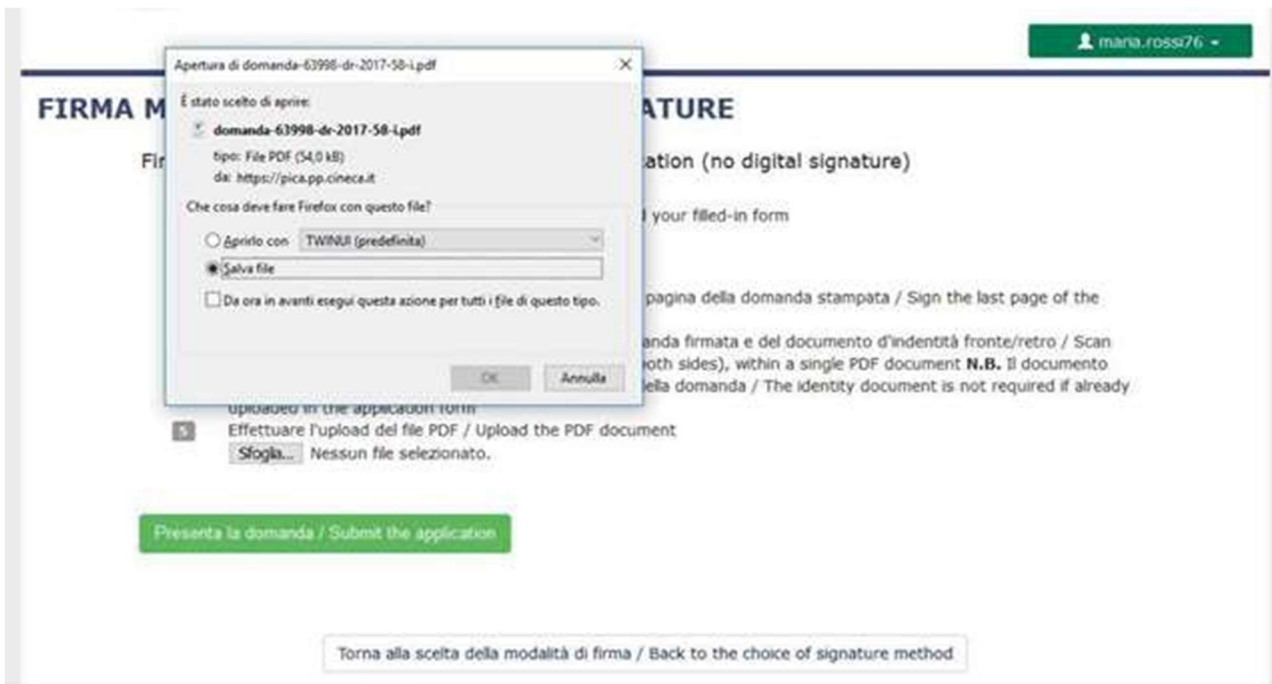 maria.rossi76
Apertura di domanda-63998-dr-2017-58-i.pdf
È stato scelto di aprire:
domanda-63998-dr-2017-58-i.pdf
tipo: File PDF (54,0 kB)
da: https://pica.pp.cineca.it
Che cosa deve fare Firefox con questo file?
Aprirlo con TWINUI (predefinita)
Salva file
Da ora in avanti esegui questa azione per tutti i file di questo tipo.
OK Annulla
FIRMA M ATURE
Fir ation (no digital signature)
your filled-in form
pagina della domanda stampata / Sign the last page of the
anda firmata e del documento d'indentità fronte/retro / Scan
oth sides), within a single PDF document N.B. Il documento
ella domanda / The identity document is not required if already
uploaded in the application form
5 Effettuare l'upload del file PDF / Upload the PDF document
Sfoglia... Nessun file selezionato.
Presenta la domanda / Submit the application
Torna alla scelta della modalità di firma / Back to the choice of signature method